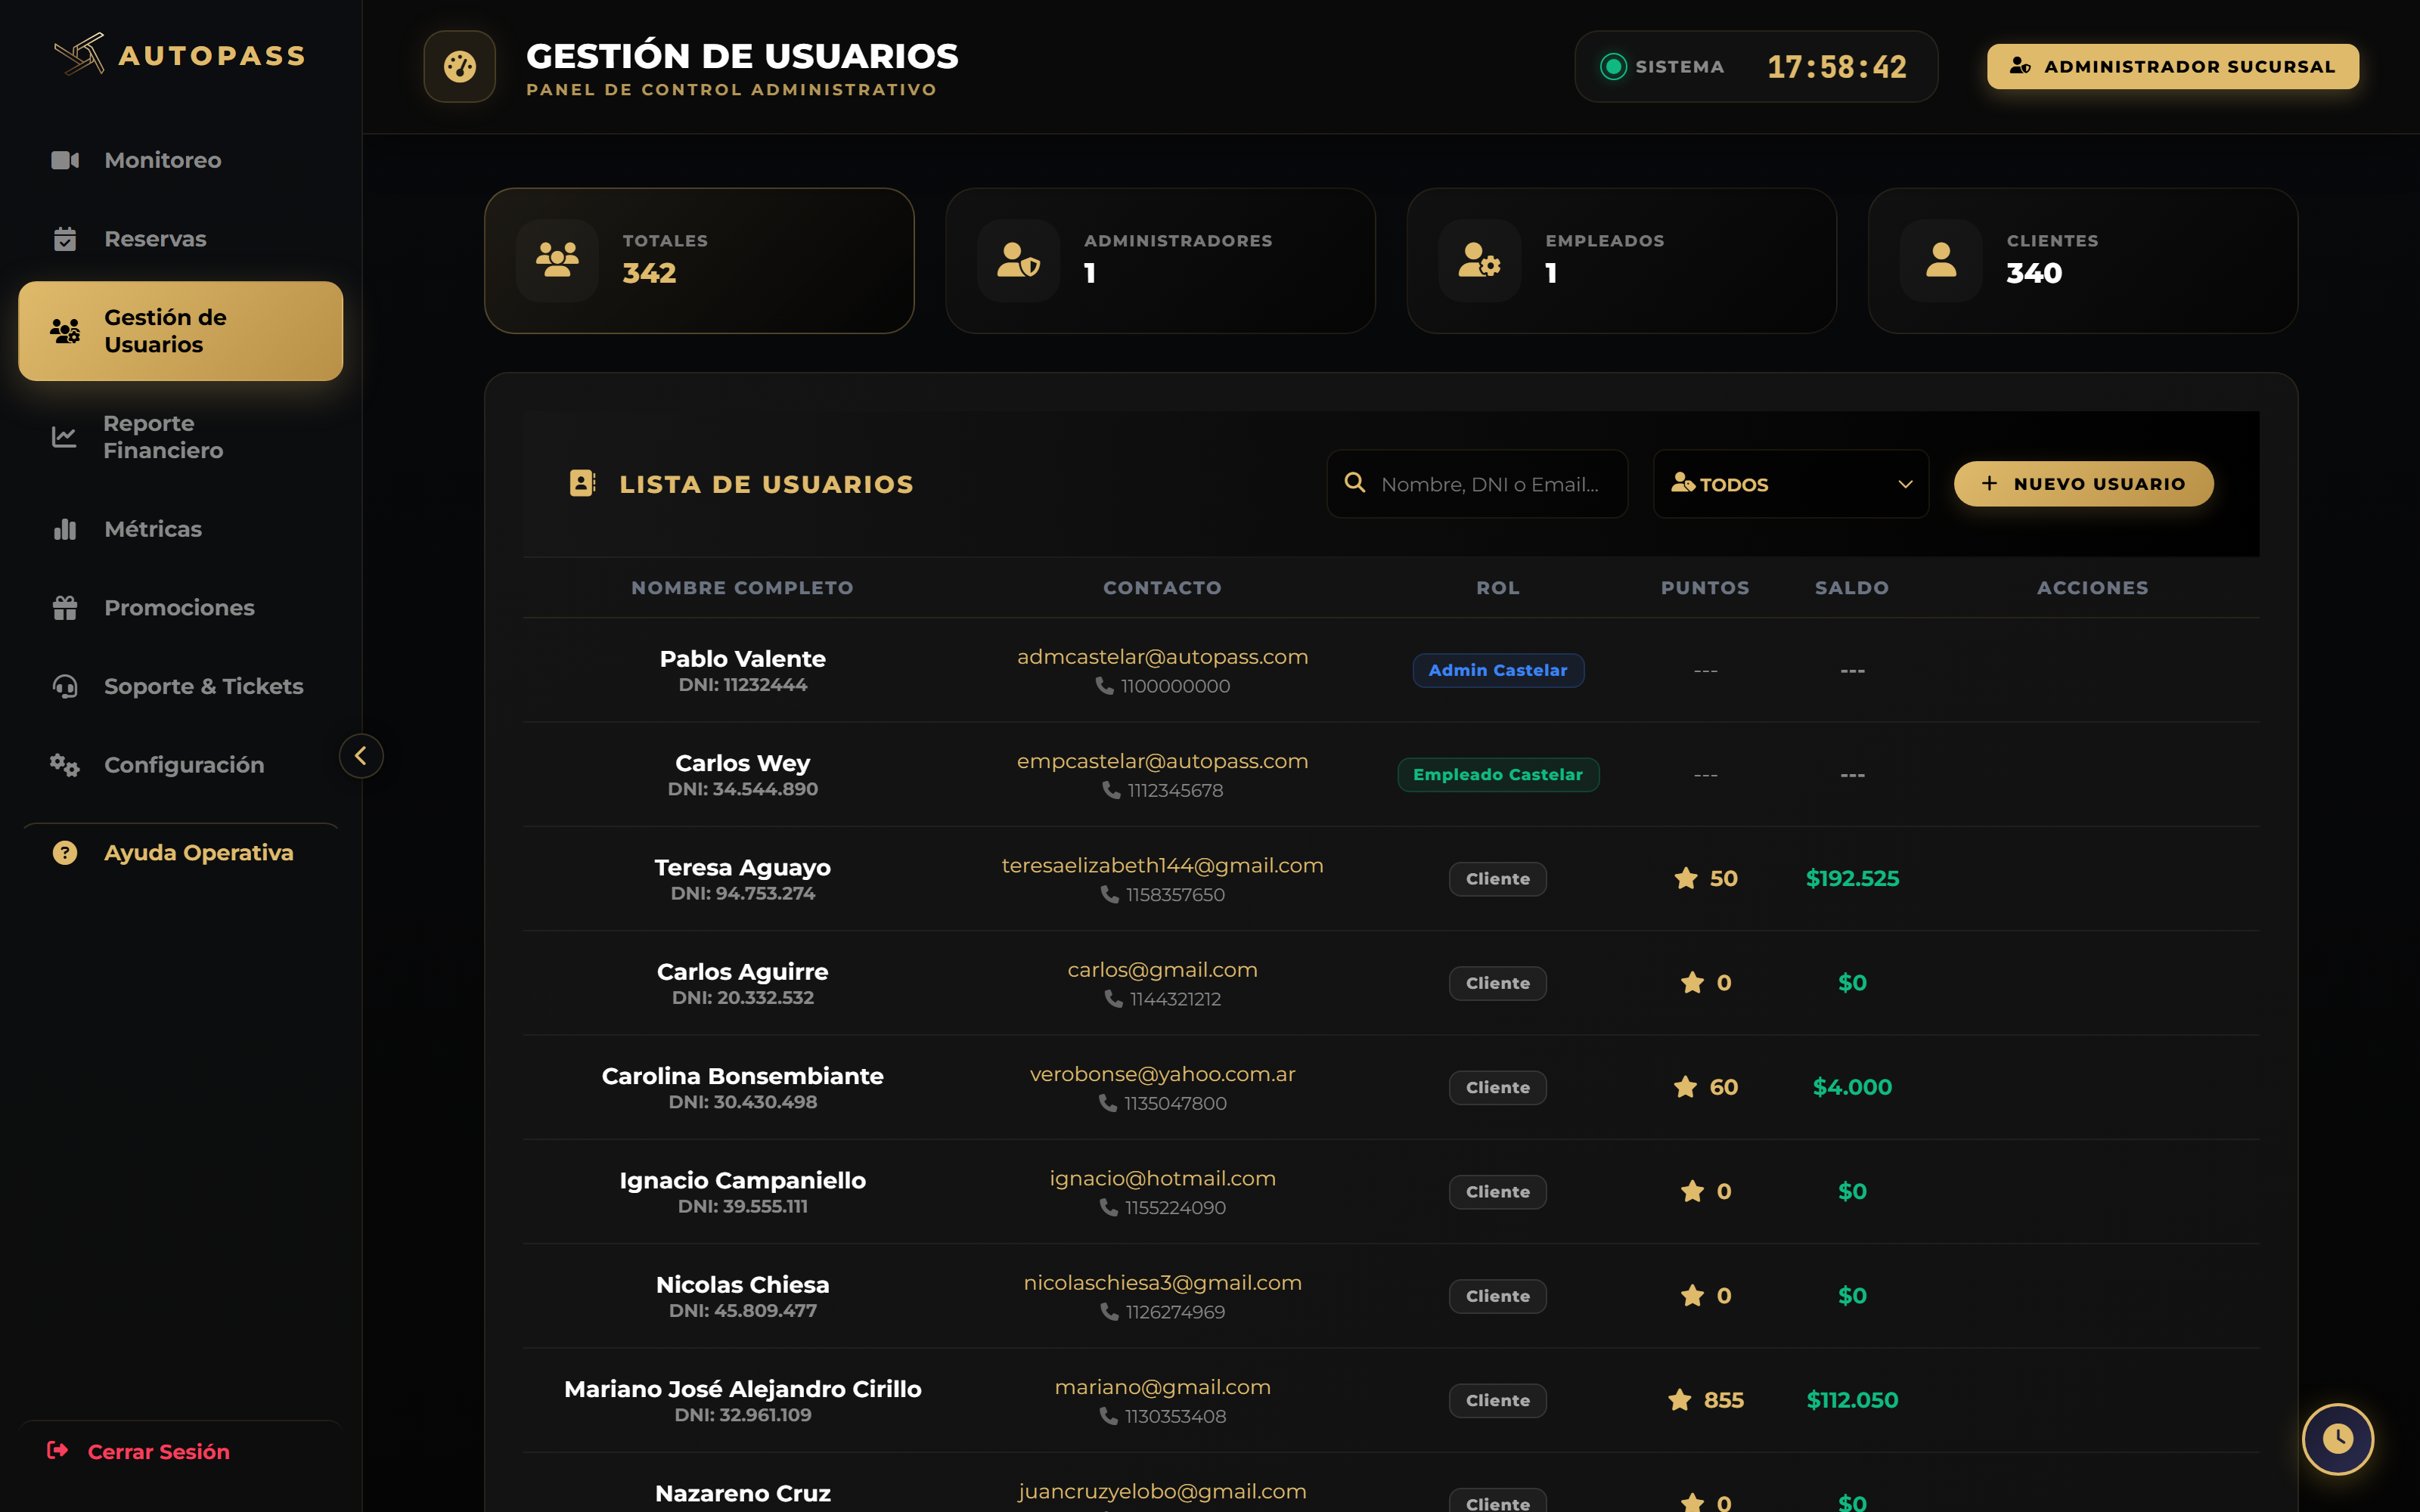 AUTOPASS
Monitoreo
Reservas
Gestión de
Usuarios
Reporte
Financiero
Métricas
Promociones
Soporte & Tickets
Configuración
Ayuda Operativa
Cerrar Sesión
GESTIÓN DE USUARIOS
PANEL DE CONTROL ADMINISTRATIVO
SISTEMA 17:58:42
ADMINISTRADOR SUCURSAL
TOTALES
342
ADMINISTRADORES
1
EMPLEADOS
1
CLIENTES
340
LISTA DE USUARIOS
Nombre, DNI o Email...
TODOS
+ NUEVO USUARIO
NOMBRE COMPLETO CONTACTO ROL PUNTOS SALDO ACCIONES
Pablo Valente admcastelar@autopass.com
DNI: 11232444 1100000000 Admin Castelar --- ---
Carlos Wey empcastelar@autopass.com
DNI: 34.544.890 1112345678 Empleado Castelar --- ---
Teresa Aguayo teresaelizabeth144@gmail.com
DNI: 94.753.274 1158357650 Cliente 50 $192.525
Carlos Aguirre carlos@gmail.com
DNI: 20.332.532 1144321212 Cliente 0 $0
Carolina Bonsembiante verobonse@yahoo.com.ar
DNI: 30.430.498 1135047800 Cliente 60 $4.000
Ignacio Campaniello ignacio@hotmail.com
DNI: 39.555.111 1155224090 Cliente 0 $0
Nicolas Chiesa nicolaschiesa3@gmail.com
DNI: 45.809.477 1126274969 Cliente 0 $0
Mariano José Alejandro Cirillo mariano@gmail.com
DNI: 32.961.109 1130353408 Cliente 855 $112.050
Nazareno Cruz juancruzyelobo@gmail.com
Cliente 0 $0